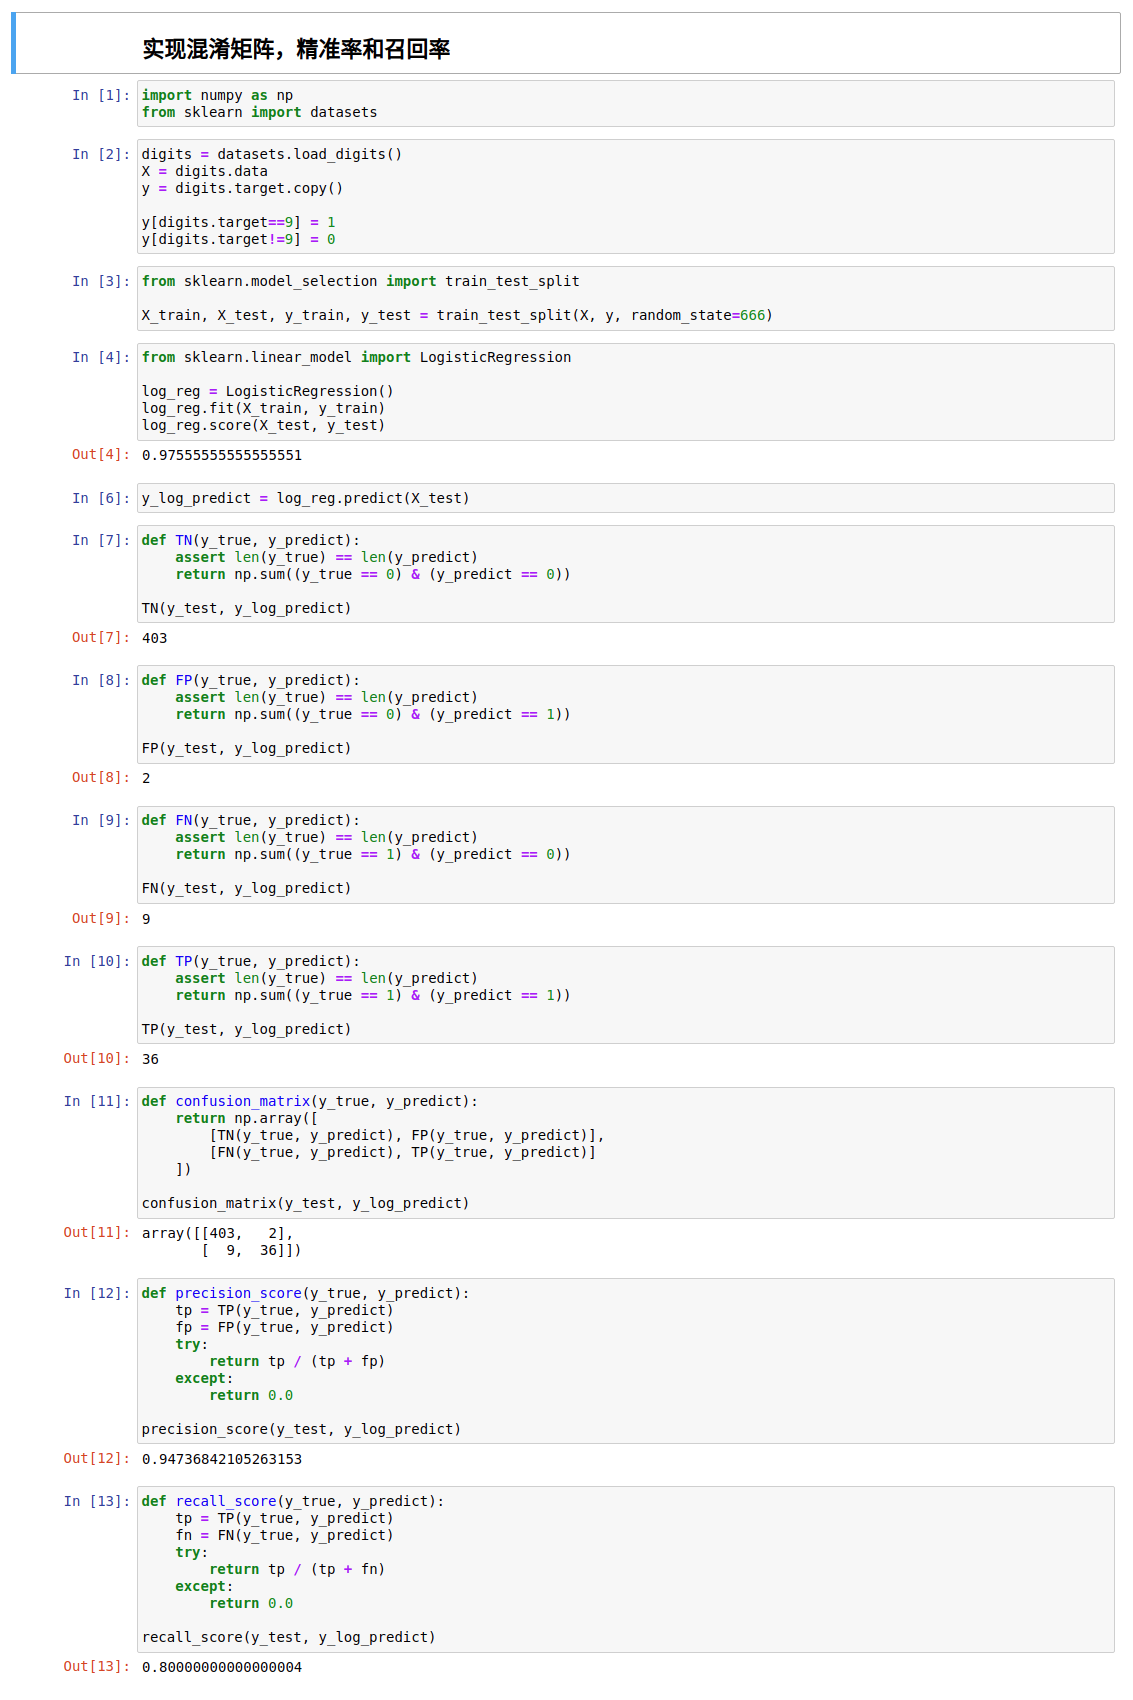 实现混淆矩阵，精准率和召回率
In [1]: import numpy as np
from sklearn import datasets
In [2]: digits = datasets.load_digits()
X = digits.data
y = digits.target.copy()
y[digits.target==9] = 1
y[digits.target!=9] = 0
In [3]: from sklearn.model_selection import train_test_split
X_train, X_test, y_train, y_test = train_test_split(X, y, random_state=666)
In [4]: from sklearn.linear_model import LogisticRegression
log_reg = LogisticRegression()
log_reg.fit(X_train, y_train)
log_reg.score(X_test, y_test)
Out[4]: 0.97555555555555551
In [6]: y_log_predict = log_reg.predict(X_test)
In [7]: def TN(y_true, y_predict):
    assert len(y_true) == len(y_predict)
    return np.sum((y_true == 0) & (y_predict == 0))
TN(y_test, y_log_predict)
Out[7]: 403
In [8]: def FP(y_true, y_predict):
    assert len(y_true) == len(y_predict)
    return np.sum((y_true == 0) & (y_predict == 1))
FP(y_test, y_log_predict)
Out[8]: 2
In [9]: def FN(y_true, y_predict):
    assert len(y_true) == len(y_predict)
    return np.sum((y_true == 1) & (y_predict == 0))
FN(y_test, y_log_predict)
Out[9]: 9
In [10]: def TP(y_true, y_predict):
    assert len(y_true) == len(y_predict)
    return np.sum((y_true == 1) & (y_predict == 1))
TP(y_test, y_log_predict)
Out[10]: 36
In [11]: def confusion_matrix(y_true, y_predict):
    return np.array([
        [TN(y_true, y_predict), FP(y_true, y_predict)],
        [FN(y_true, y_predict), TP(y_true, y_predict)]
    ])
confusion_matrix(y_test, y_log_predict)
Out[11]: array([[403,   2],
       [  9,  36]])
In [12]: def precision_score(y_true, y_predict):
    tp = TP(y_true, y_predict)
    fp = FP(y_true, y_predict)
    try:
        return tp / (tp + fp)
    except:
        return 0.0
precision_score(y_test, y_log_predict)
Out[12]: 0.94736842105263153
In [13]: def recall_score(y_true, y_predict):
    tp = TP(y_true, y_predict)
    fn = FN(y_true, y_predict)
    try:
        return tp / (tp + fn)
    except:
        return 0.0
recall_score(y_test, y_log_predict)
Out[13]: 0.80000000000000004